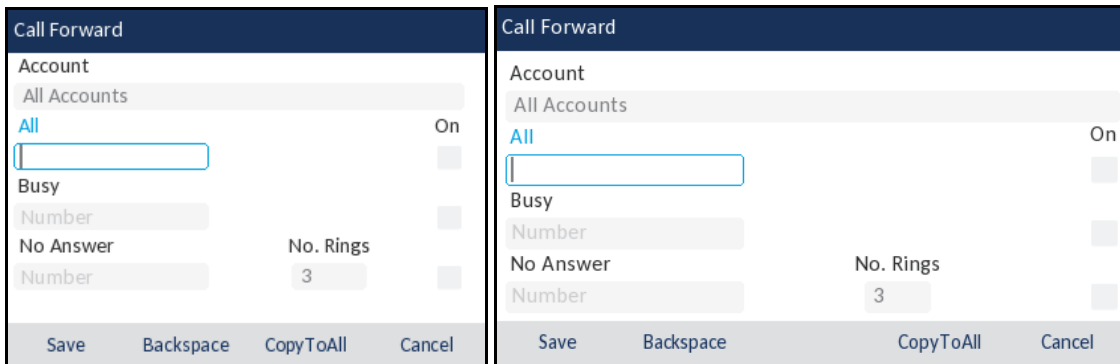 Call Forward
Account
All Accounts
All On
Busy
Number
No Answer No. Rings
Number 3
Save Backspace CopyToAll Cancel
Call Forward
Account
All Accounts
All On
Busy
Number
No Answer No. Rings
Number 3
Save Backspace CopyToAll Cancel